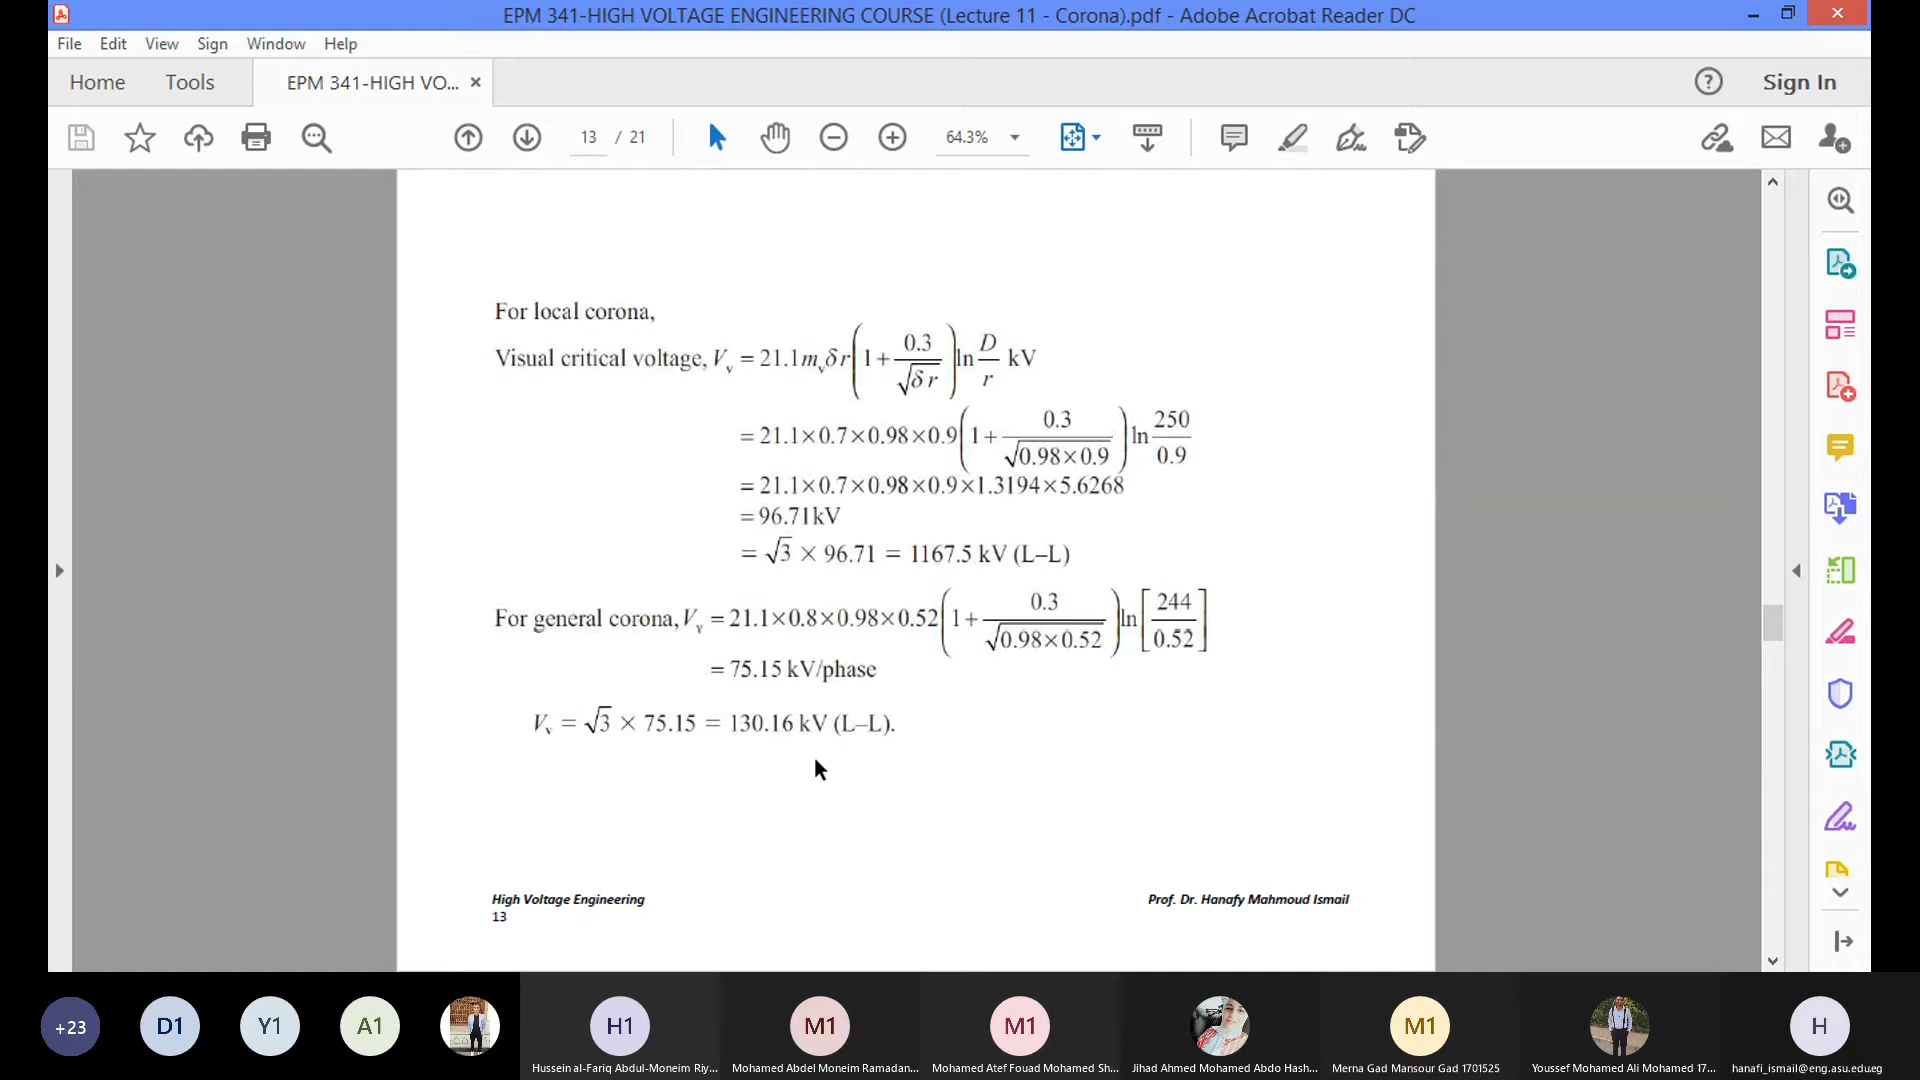 EPM 341-HIGH VOLTAGE ENGINEERING COURSE (Lecture 11 - Corona).pdf - Adobe Acrobat Reader DC
File Edit View Sign Window Help
Home Tools EPM 341-HIGH VO... × Sign In
13 / 21 64.3%
For local corona,
Visual critical voltage, V_v = 21.1 m_v δ r (1 + 0.3/√(δ r)) ln D/r kV
= 21.1×0.7×0.98×0.9 (1 + 0.3/√(0.98×0.9)) ln 250/0.9
= 21.1×0.7×0.98×0.9×1.3194×5.6268
= 96.71kV
= √3 × 96.71 = 1167.5 kV (L–L)
For general corona, V_v = 21.1×0.8×0.98×0.52 (1 + 0.3/√(0.98×0.52)) ln [244/0.52]
= 75.15 kV/phase
V_v = √3 × 75.15 = 130.16 kV (L–L).
High Voltage Engineering Prof. Dr. Hanafy Mahmoud Ismail
13
+23 D1 Y1 A1 H1 M1 M1 M1 H
Hussein al-Fariq Abdul-Moneim Riy... Mohamed Abdel Moneim Ramadan... Mohamed Atef Fouad Mohamed Sh... Jihad Ahmed Mohamed Abdo Hash... Merna Gad Mansour Gad 1701525 Youssef Mohamed Ali Mohamed 17... hanafi_ismail@eng.asu.edu.eg